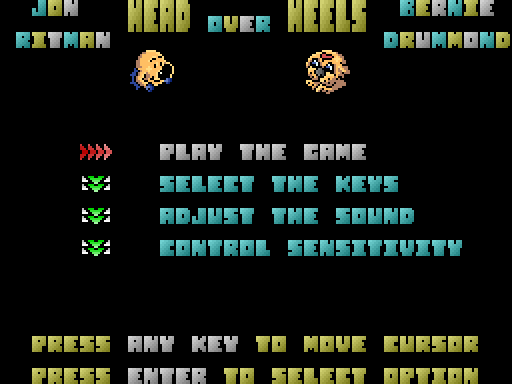 JON HEAD OVER HEELS BERNIE
RITMAN DRUMMOND
PLAY THE GAME
SELECT THE KEYS
ADJUST THE SOUND
CONTROL SENSITIVITY
PRESS ANY KEY TO MOVE CURSOR
PRESS ENTER TO SELECT OPTION